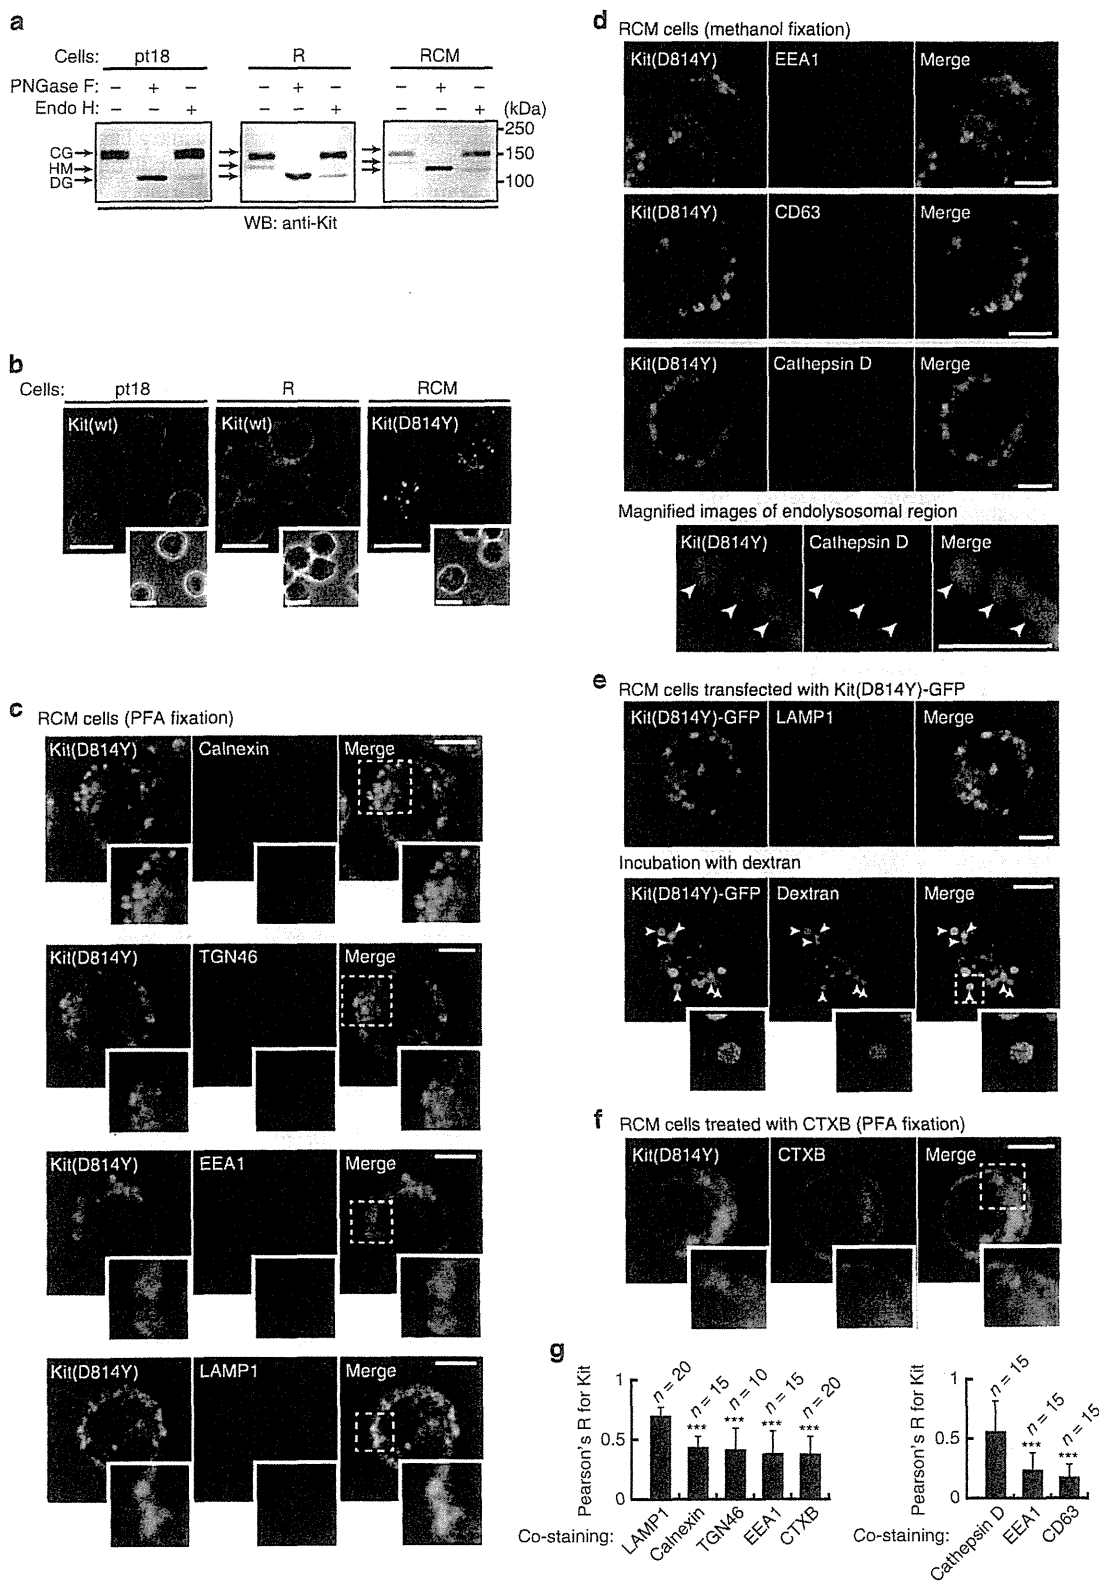 a
Cells: pt18 R RCM
PNGase F: – + – – + – – + –
Endo H: – – + – – + – – + (kDa)
250
CG 150
HM
DG 100
WB: anti-Kit
b
Cells: pt18 R RCM
Kit(wt) Kit(wt) Kit(D814Y)
c
RCM cells (PFA fixation)
Kit(D814Y) Calnexin Merge
Kit(D814Y) TGN46 Merge
Kit(D814Y) EEA1 Merge
Kit(D814Y) LAMP1 Merge
d
RCM cells (methanol fixation)
Kit(D814Y) EEA1 Merge
Kit(D814Y) CD63 Merge
Kit(D814Y) Cathepsin D Merge
Magnified images of endolysosomal region
Kit(D814Y) Cathepsin D Merge
e
RCM cells transfected with Kit(D814Y)-GFP
Kit(D814Y)-GFP LAMP1 Merge
Incubation with dextran
Kit(D814Y)-GFP Dextran Merge
f
RCM cells treated with CTXB (PFA fixation)
Kit(D814Y) CTXB Merge
g
Pearson's R for Kit
1
0.5
0
n = 20 n = 15 n = 10 n = 15 n = 20
*** *** *** ***
Co-staining: LAMP1 Calnexin TGN46 EEA1 CTXB
Pearson's R for Kit
1
0.5
0
n = 15 n = 15 n = 15
*** ***
Co-staining: Cathepsin D EEA1 CD63